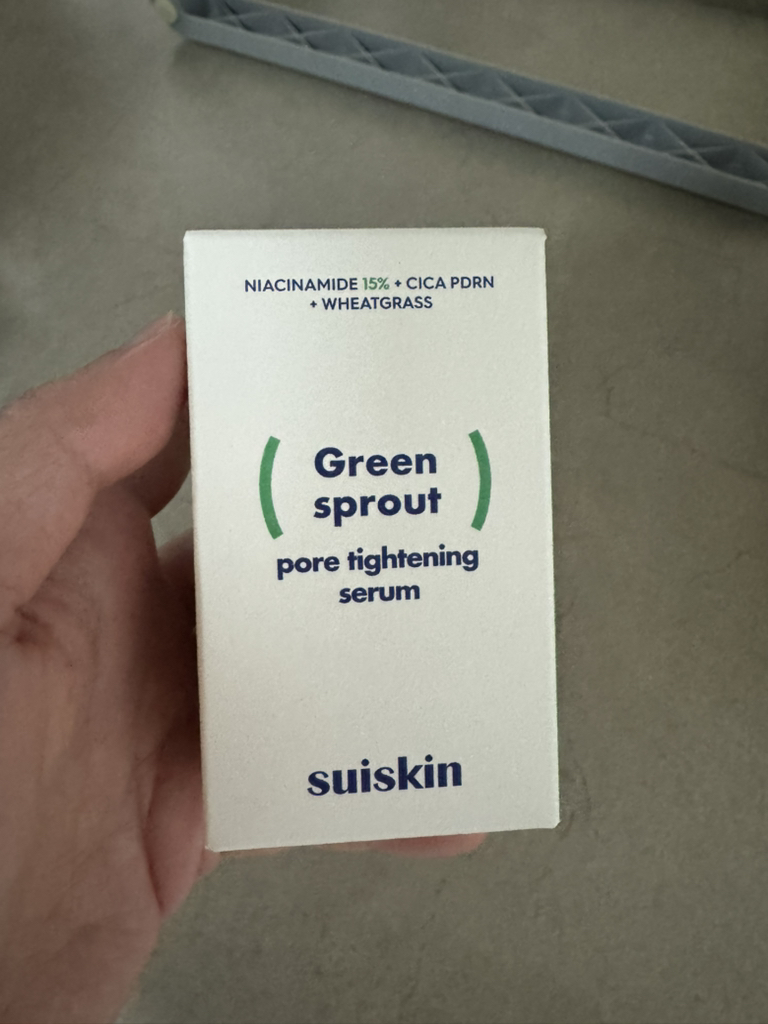 NIACINAMIDE 15% + CICA PDRN
+ WHEATGRASS
(Green
sprout)
pore tightening
serum
suiskin